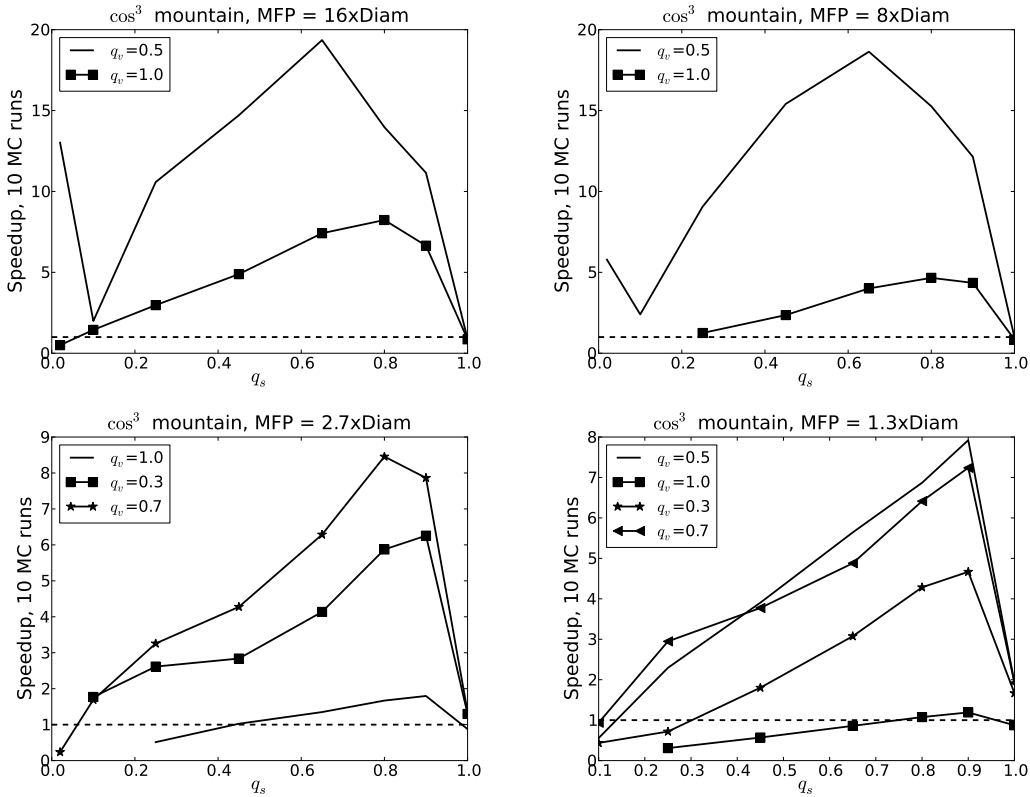 cos³ mountain, MFP = 16xDiam
20
15
10
5
0
Speedup, 10 MC runs
q_v=0.5
q_v=1.0
0.0 0.2 0.4 0.6 0.8 1.0
q_s
cos³ mountain, MFP = 8xDiam
20
15
10
5
0
Speedup, 10 MC runs
q_v=0.5
q_v=1.0
0.0 0.2 0.4 0.6 0.8 1.0
q_s
cos³ mountain, MFP = 2.7xDiam
9
8
7
6
5
4
3
2
1
0
Speedup, 10 MC runs
q_v=1.0
q_v=0.3
q_v=0.7
0.0 0.2 0.4 0.6 0.8 1.0
q_s
cos³ mountain, MFP = 1.3xDiam
8
7
6
5
4
3
2
1
0
Speedup, 10 MC runs
q_v=0.5
q_v=1.0
q_v=0.3
q_v=0.7
0.1 0.2 0.3 0.4 0.5 0.6 0.7 0.8 0.9 1.0
q_s